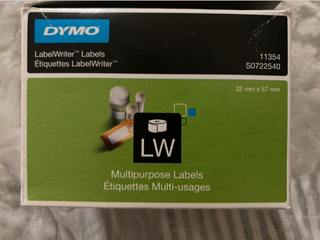 DYMO
LabelWriter™ Labels
Étiquettes LabelWriter™
11354
S0722540
32 mm x 57 mm
LW
Multipurpose Labels
Étiquettes Multi-usages